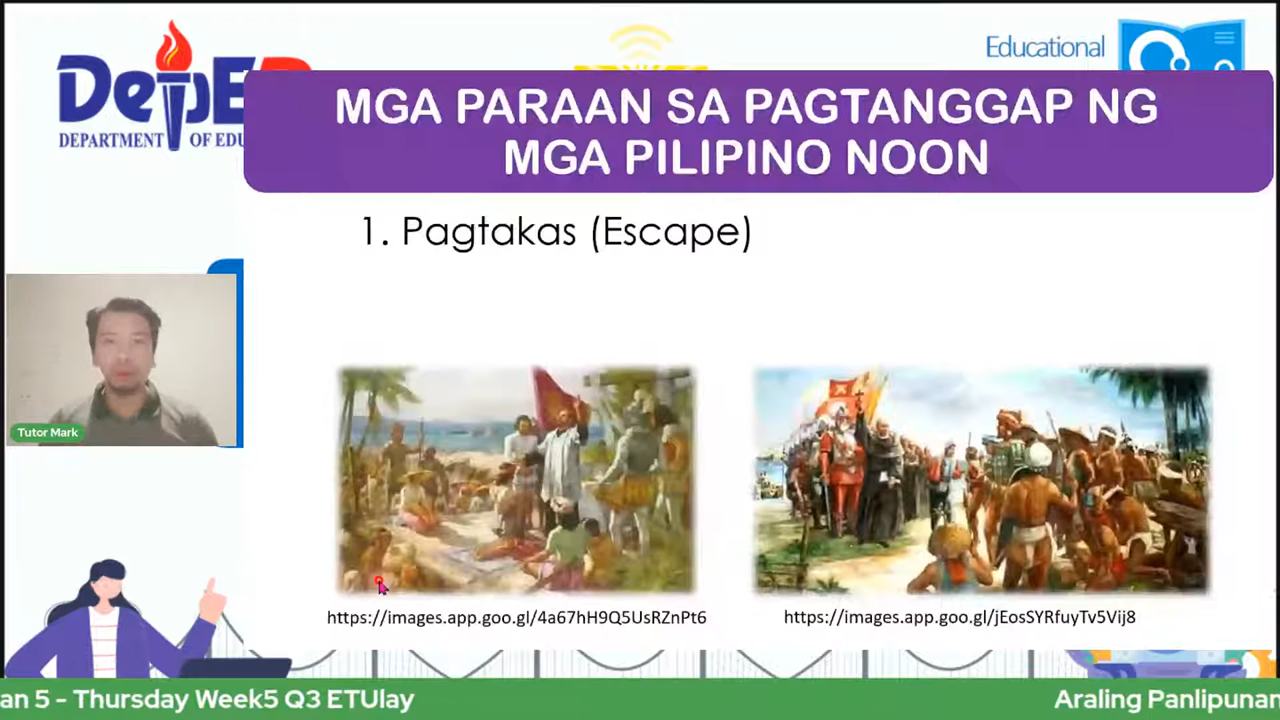 DepED
DEPARTMENT OF EDU
Educational
MGA PARAAN SA PAGTANGGAP NG
MGA PILIPINO NOON
1. Pagtakas (Escape)
Tutor Mark
https://images.app.goo.gl/4a67hH9Q5UsRZnPt6
https://images.app.goo.gl/jEosSYRfuyTv5Vij8
an 5 - Thursday Week5 Q3 ETUlay
Araling Panlipunan